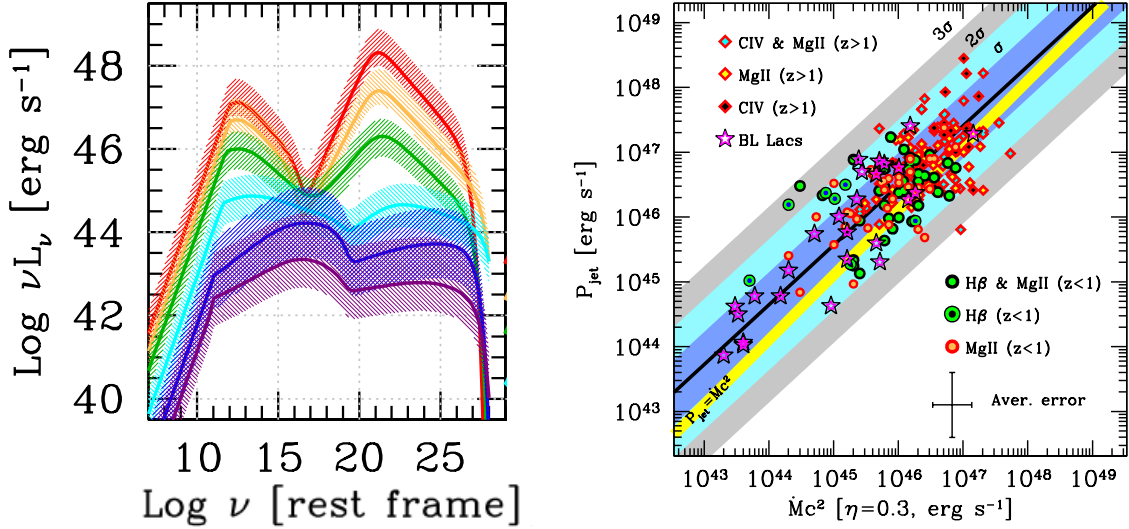 Log νL_ν [erg s⁻¹]
48
46
44
42
40
10
15
20
25
Log ν [rest frame]
P_jet [erg s⁻¹]
10⁴⁹
10⁴⁸
10⁴⁷
10⁴⁶
10⁴⁵
10⁴⁴
10⁴³
3σ
2σ
σ
CIV & MgII (z>1)
MgII (z>1)
CIV (z>1)
BL Lacs
Hβ & MgII (z<1)
Hβ (z<1)
MgII (z<1)
Aver. error
P_jet=Ṁc²
10⁴³
10⁴⁴
10⁴⁵
10⁴⁶
10⁴⁷
10⁴⁸
10⁴⁹
Ṁc² [η=0.3, erg s⁻¹]